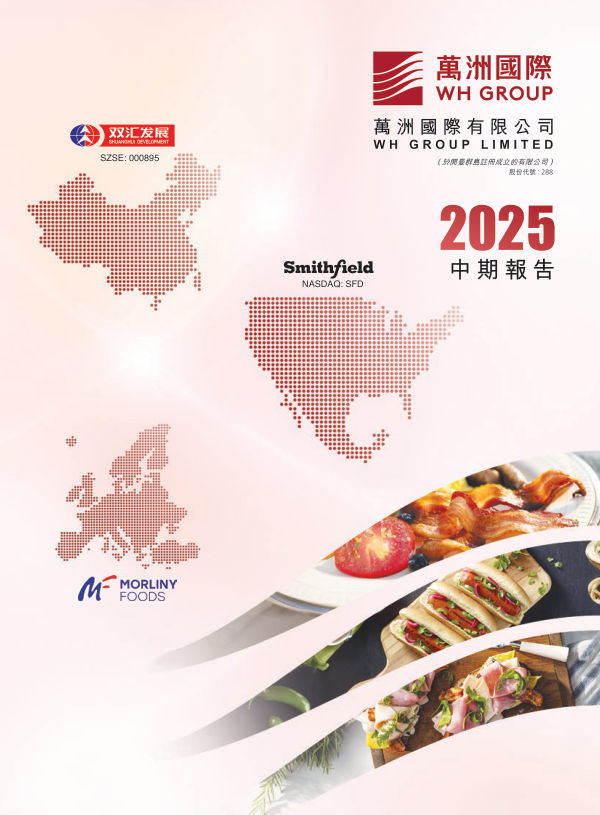 萬洲國際
WH GROUP
萬洲國際有限公司
WH GROUP LIMITED
(於開曼群島註冊成立的有限公司)
股份代號:288
双汇发展
SHUANGHUI DEVELOPMENT
SZSE: 000895
2025
中期報告
Smithfield
NASDAQ: SFD
MORLINY
FOODS